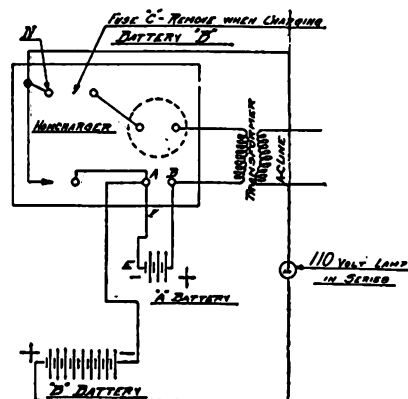 N
FUSE "C" - REMOVE WHEN CHARGING
BATTERY "B"
HOMCHARGER
TRANSFORMER
A-C LINE
A
B
F
E
-
+
"A" BATTERY
110 VOLT LAMP
IN SERIES
+
-
"B" BATTERY